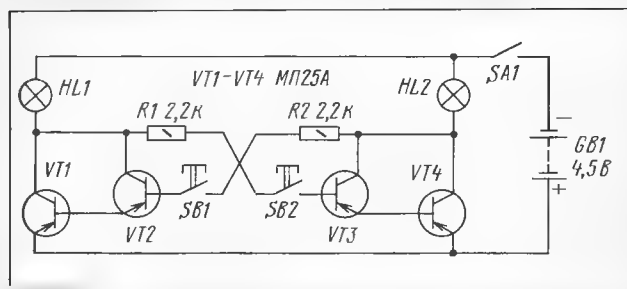 SA1
HL1
VT1-VT4 МП25А
HL2
R1 2,2к
R2 2,2к
GB1
4,5В
VT1
VT4
SB1
SB2
VT2
VT3